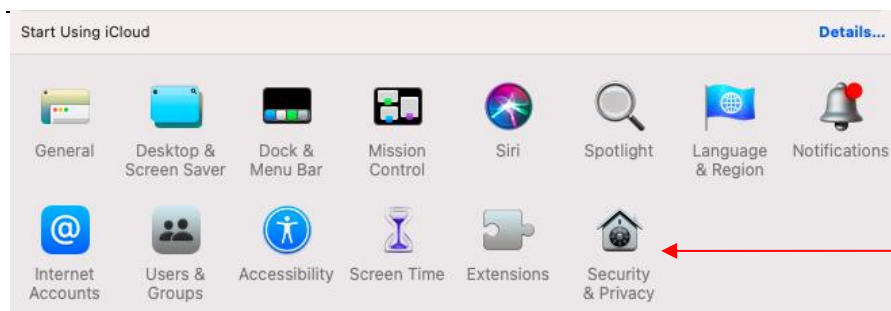 Start Using iCloud Details...
General Desktop & Dock & Mission Siri Spotlight Language Notifications
Screen Saver Menu Bar Control & Region
@
Internet Users & Accessibility Screen Time Extensions Security
Accounts Groups & Privacy